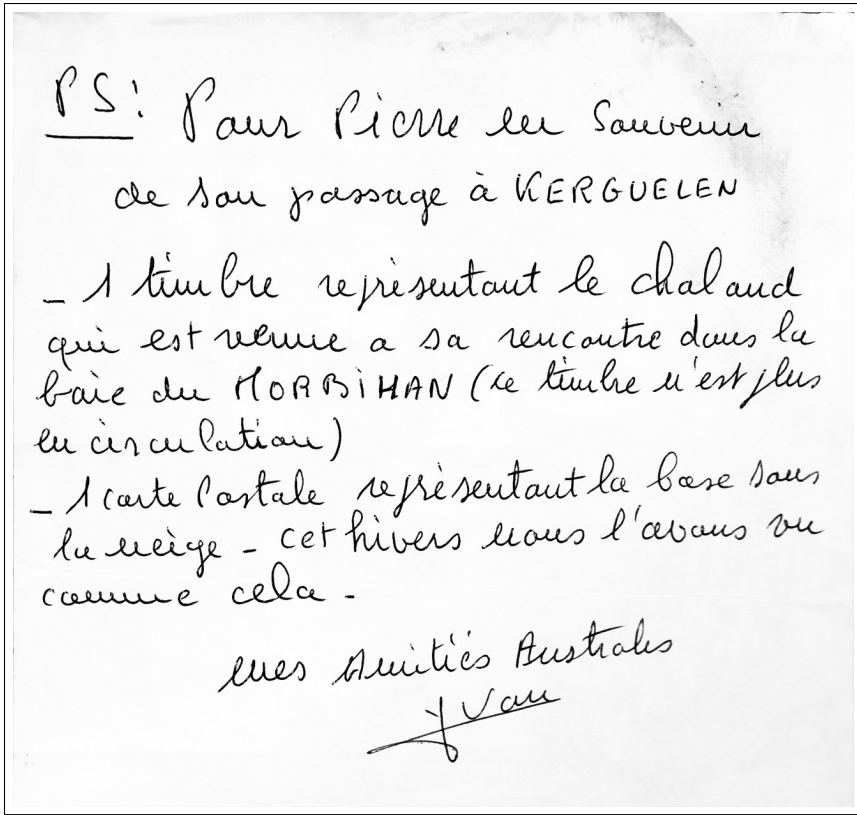 PS: Pour Pierre en Souvenir
de son passage à KERGUELEN
- 1 timbre représentant le chaland
qui est venue a sa rencontre dans la
baie du MORBIHAN (ce timbre n'est plus
en circulation)
- 1 carte Postale représentant la base sous
la neige - cet hivers nous l'avons vu
comme cela -
mes Amitiés Australes
Yvan